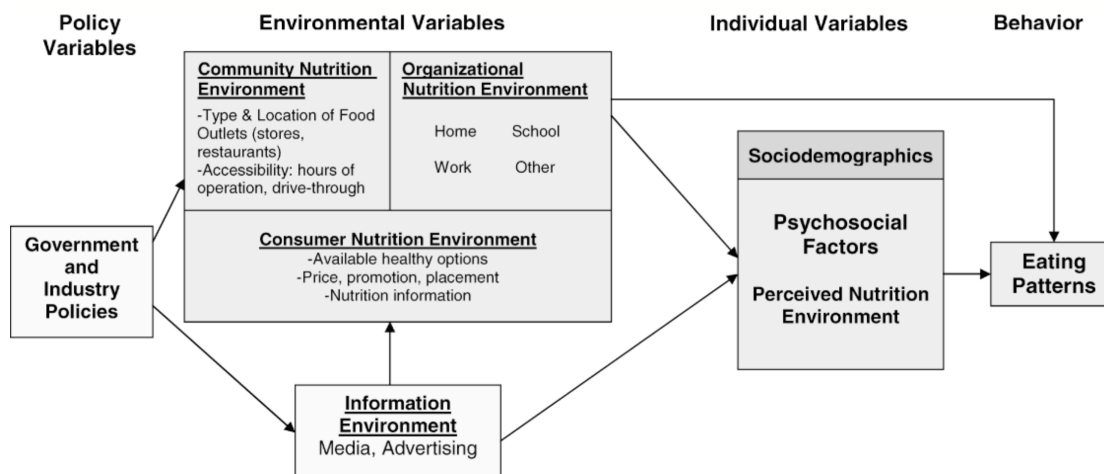 Policy
Variables
Environmental Variables
Individual Variables
Behavior
Community Nutrition
Environment
-Type & Location of Food
Outlets (stores,
restaurants)
-Accessibility: hours of
operation, drive-through
Organizational
Nutrition Environment
Home School
Work Other
Consumer Nutrition Environment
-Available healthy options
-Price, promotion, placement
-Nutrition information
Government
and
Industry
Policies
Information
Environment
Media, Advertising
Sociodemographics
Psychosocial
Factors
Perceived Nutrition
Environment
Eating
Patterns